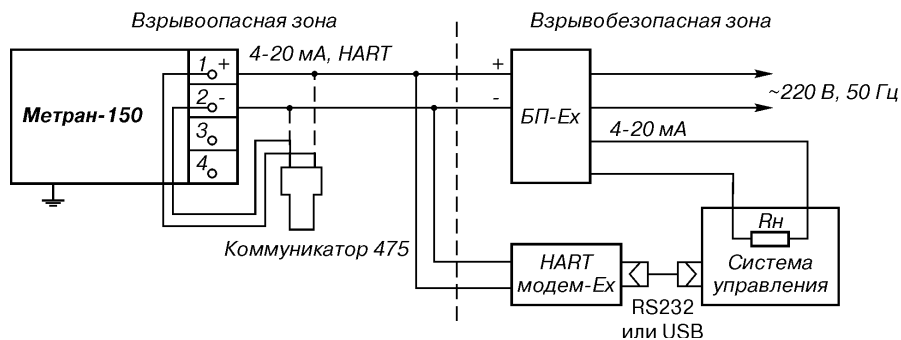 Взрывоопасная зона
Взрывобезопасная зона
4-20 мА, HART
1 +
2 -
3
4
Метран-150
+
-
БП-Ex
~220 В, 50 Гц
4-20 мА
Коммуникатор 475
Rн
Система
управления
HART
модем-Ex
RS232
или USB